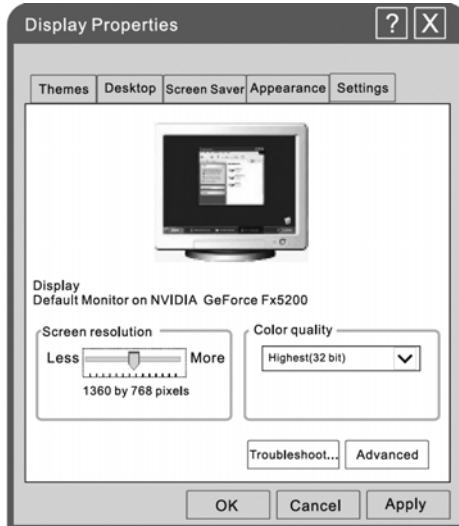 Display Properties
? X
Themes Desktop Screen Saver Appearance Settings
Display
Default Monitor on NVIDIA GeForce Fx5200
Screen resolution
Less More
1360 by 768 pixels
Color quality
Highest(32 bit)
Troubleshoot... Advanced
OK Cancel Apply